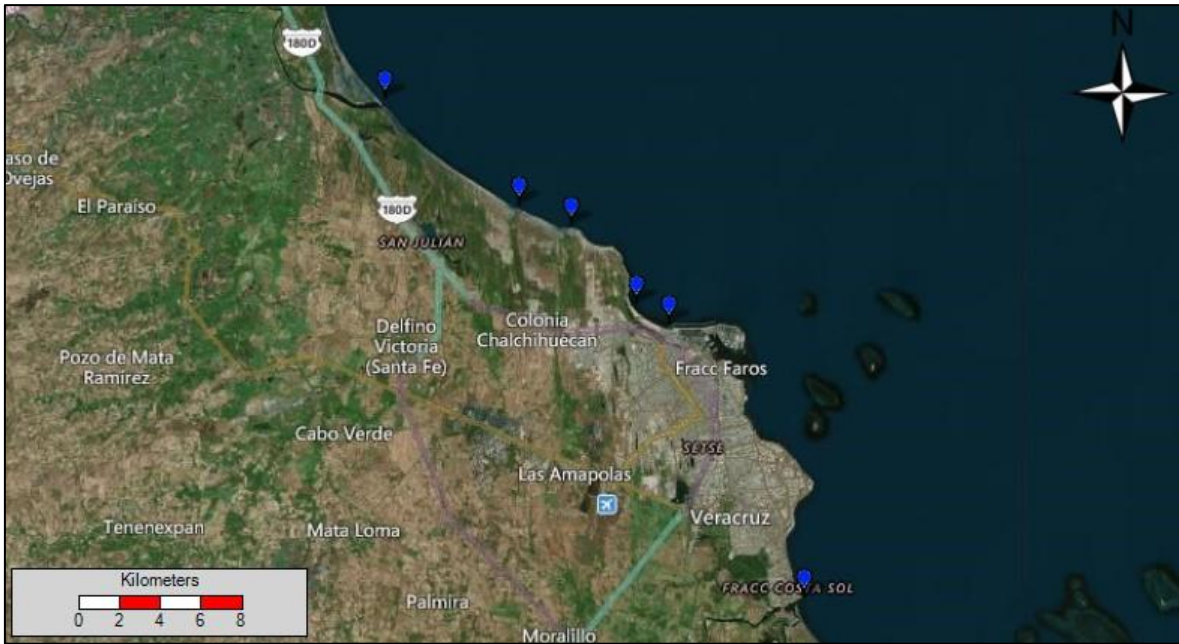 N
180D
aso de
Ovejas
El Paraíso
180D
SAN JULIAN
Delfino
Victoria
(Santa Fe)
Colonia
Chalchihuecan
Pozo de Mata
Ramirez
Fracc Faros
Cabo Verde
SETSE
Las Amapolas
Veracruz
Tenenexpan
Mata Loma
Kilometers
0 2 4 6 8
FRACC COSTA SOL
Palmira
Moralillo